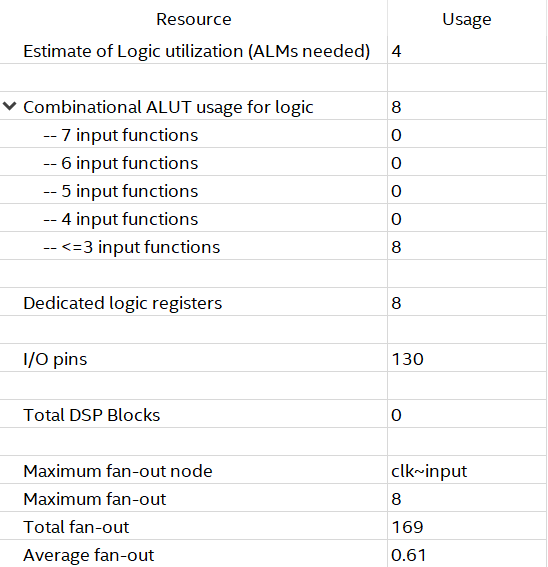 Resource Usage
Estimate of Logic utilization (ALMs needed) 4
Combinational ALUT usage for logic 8
-- 7 input functions 0
-- 6 input functions 0
-- 5 input functions 0
-- 4 input functions 0
-- <=3 input functions 8
Dedicated logic registers 8
I/O pins 130
Total DSP Blocks 0
Maximum fan-out node clk~input
Maximum fan-out 8
Total fan-out 169
Average fan-out 0.61